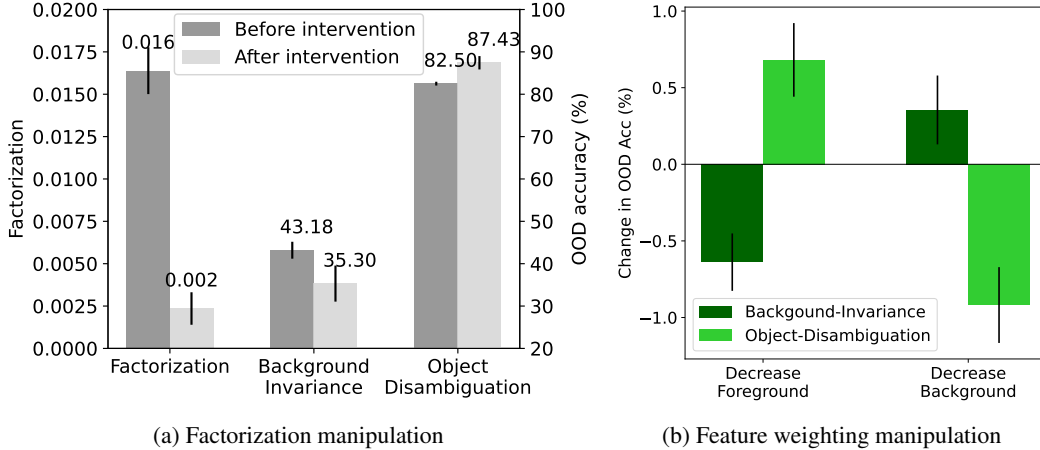 Before intervention
After intervention
0.0200
0.0175
0.0150
0.0125
0.0100
0.0075
0.0050
0.0025
0.0000
Factorization
0.016
0.002
43.18
35.30
82.50
87.43
100
90
80
70
60
50
40
30
20
OOD accuracy (%)
Factorization
Background
Invariance
Object
Disambiguation
(a) Factorization manipulation
1.0
0.5
0.0
−0.5
−1.0
Change in OOD Acc (%)
Backgound-Invariance
Object-Disambiguation
Decrease
Foreground
Decrease
Background
(b) Feature weighting manipulation